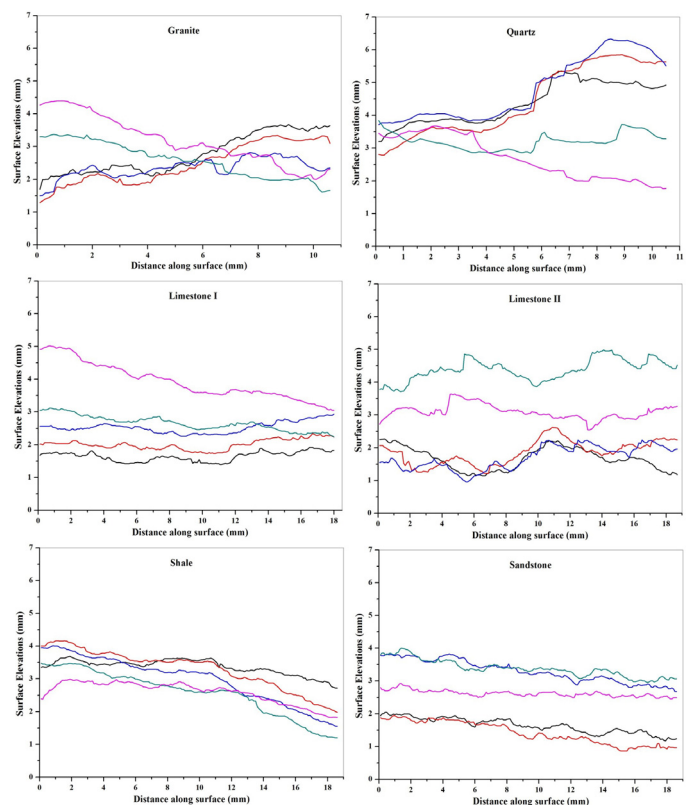 Granite
Surface Elevations (mm)
7
6
5
4
3
2
1
0
0 2 4 6 8 10
Distance along surface (mm)
Quartz
Surface Elevations (mm)
7
6
5
4
3
2
1
0
0 1 2 3 4 5 6 7 8 9 10 11
Distance along surface (mm)
Limestone I
Surface Elevations (mm)
7
6
5
4
3
2
1
0
0 2 4 6 8 10 12 14 16 18
Distance along surface (mm)
Limestone II
Surface Elevations (mm)
7
6
5
4
3
2
1
0
0 2 4 6 8 10 12 14 16 18
Distance along surface (mm)
Shale
Surface Elevations (mm)
7
6
5
4
3
2
1
0
0 2 4 6 8 10 12 14 16 18
Distance along surface (mm)
Sandstone
Surface Elevations (mm)
7
6
5
4
3
2
1
0
0 2 4 6 8 10 12 14 16 18
Distance along surface (mm)